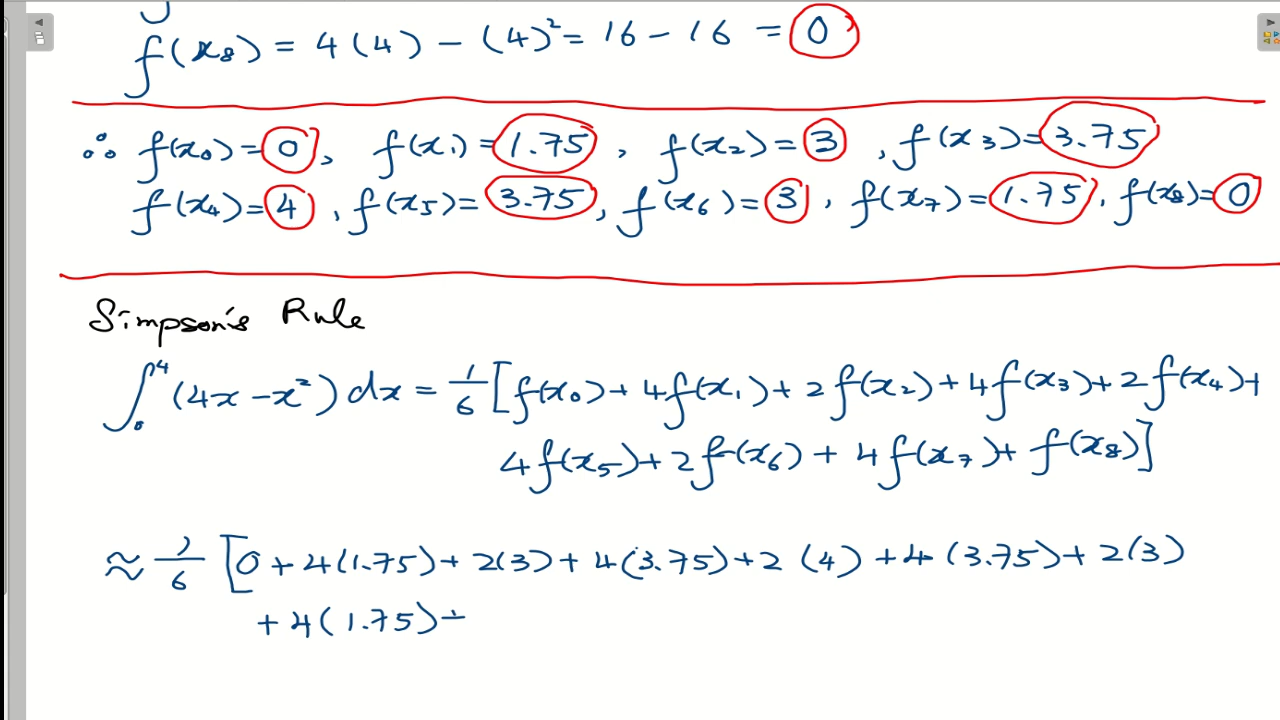 f(x₈) = 4(4) - (4)² = 16 - 16 = 0
∴ f(x₀) = 0, f(x₁) = 1.75, f(x₂) = 3, f(x₃) = 3.75
f(x₄) = 4, f(x₅) = 3.75, f(x₆) = 3, f(x₇) = 1.75, f(x₈) = 0
Simpson's Rule
∫₀⁴ (4x - x²) dx = 1/6 [f(x₀) + 4f(x₁) + 2f(x₂) + 4f(x₃) + 2f(x₄) +
4f(x₅) + 2f(x₆) + 4f(x₇) + f(x₈)]
≈ 1/6 [0 + 4(1.75) + 2(3) + 4(3.75) + 2(4) + 4(3.75) + 2(3)
+ 4(1.75) +